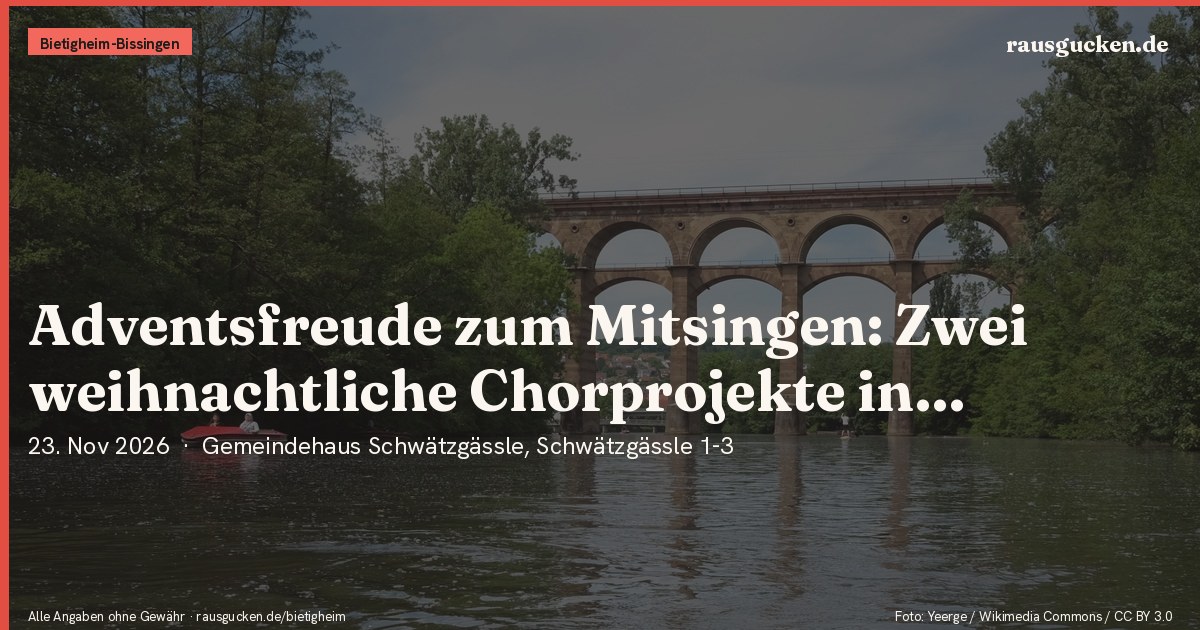 Bietigheim-Bissingen
rausgucken.de
Adventsfreude zum Mitsingen: Zwei
weihnachtliche Chorprojekte in...
23. Nov 2026 · Gemeindehaus Schwätzgässle, Schwätzgässle 1-3
Alle Angaben ohne Gewähr · rausgucken.de/bietigheim
Foto: Yeerge / Wikimedia Commons / CC BY 3.0